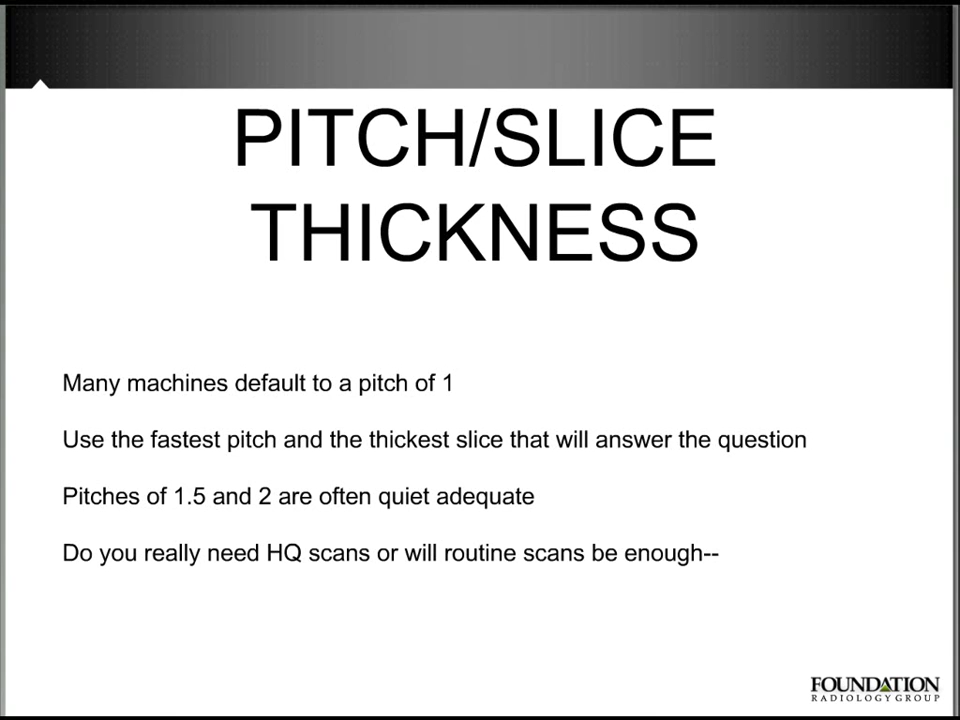 PITCH/SLICE
THICKNESS
Many machines default to a pitch of 1
Use the fastest pitch and the thickest slice that will answer the question
Pitches of 1.5 and 2 are often quiet adequate
Do you really need HQ scans or will routine scans be enough--
FOUNDATION
RADIOLOGY GROUP